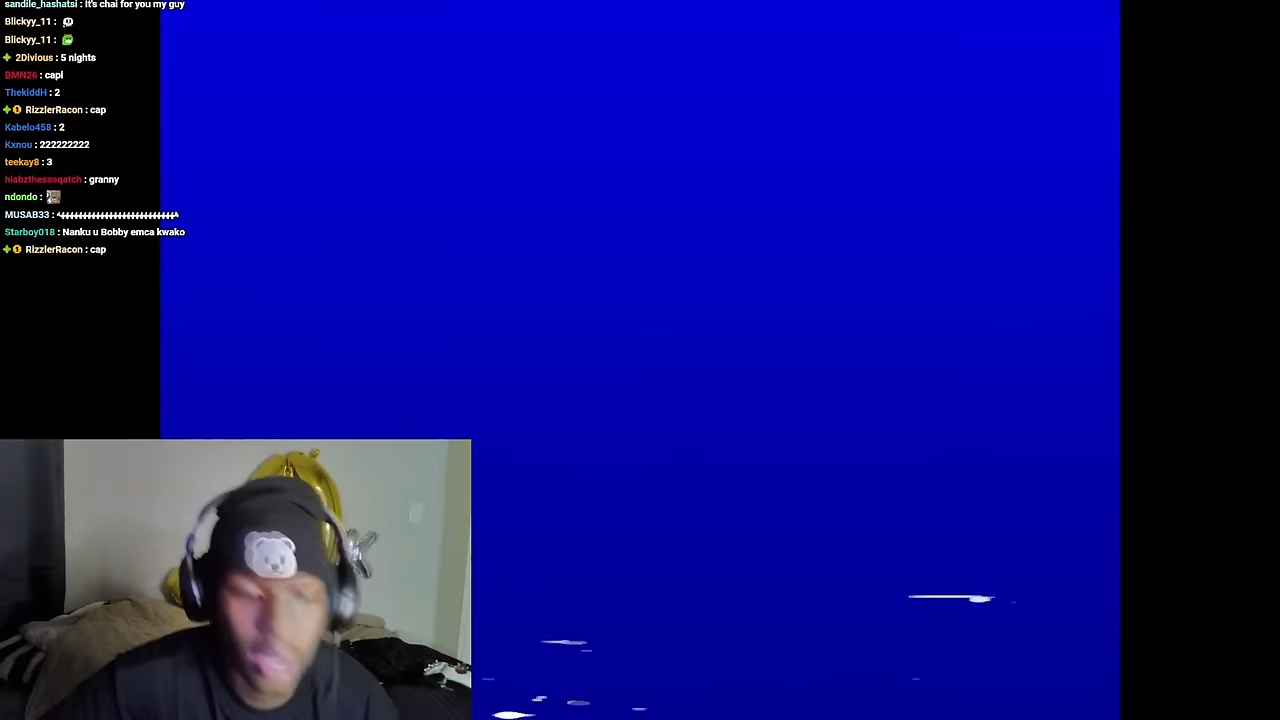 sandile_hashatsi : It's chai for you my guy
Blickyy_11 :
Blickyy_11 :
2Divious : 5 nights
BMN26 : capi
ThekiddH : 2
RizzlerRacon : cap
Kabelo458 : 2
Kxnou : 222222222
teekay8 : 3
hlabzthesasqatch : granny
ndondo :
MUSAB33 :
Starboy018 : Nanku u Bobby emca kwako
RizzlerRacon : cap